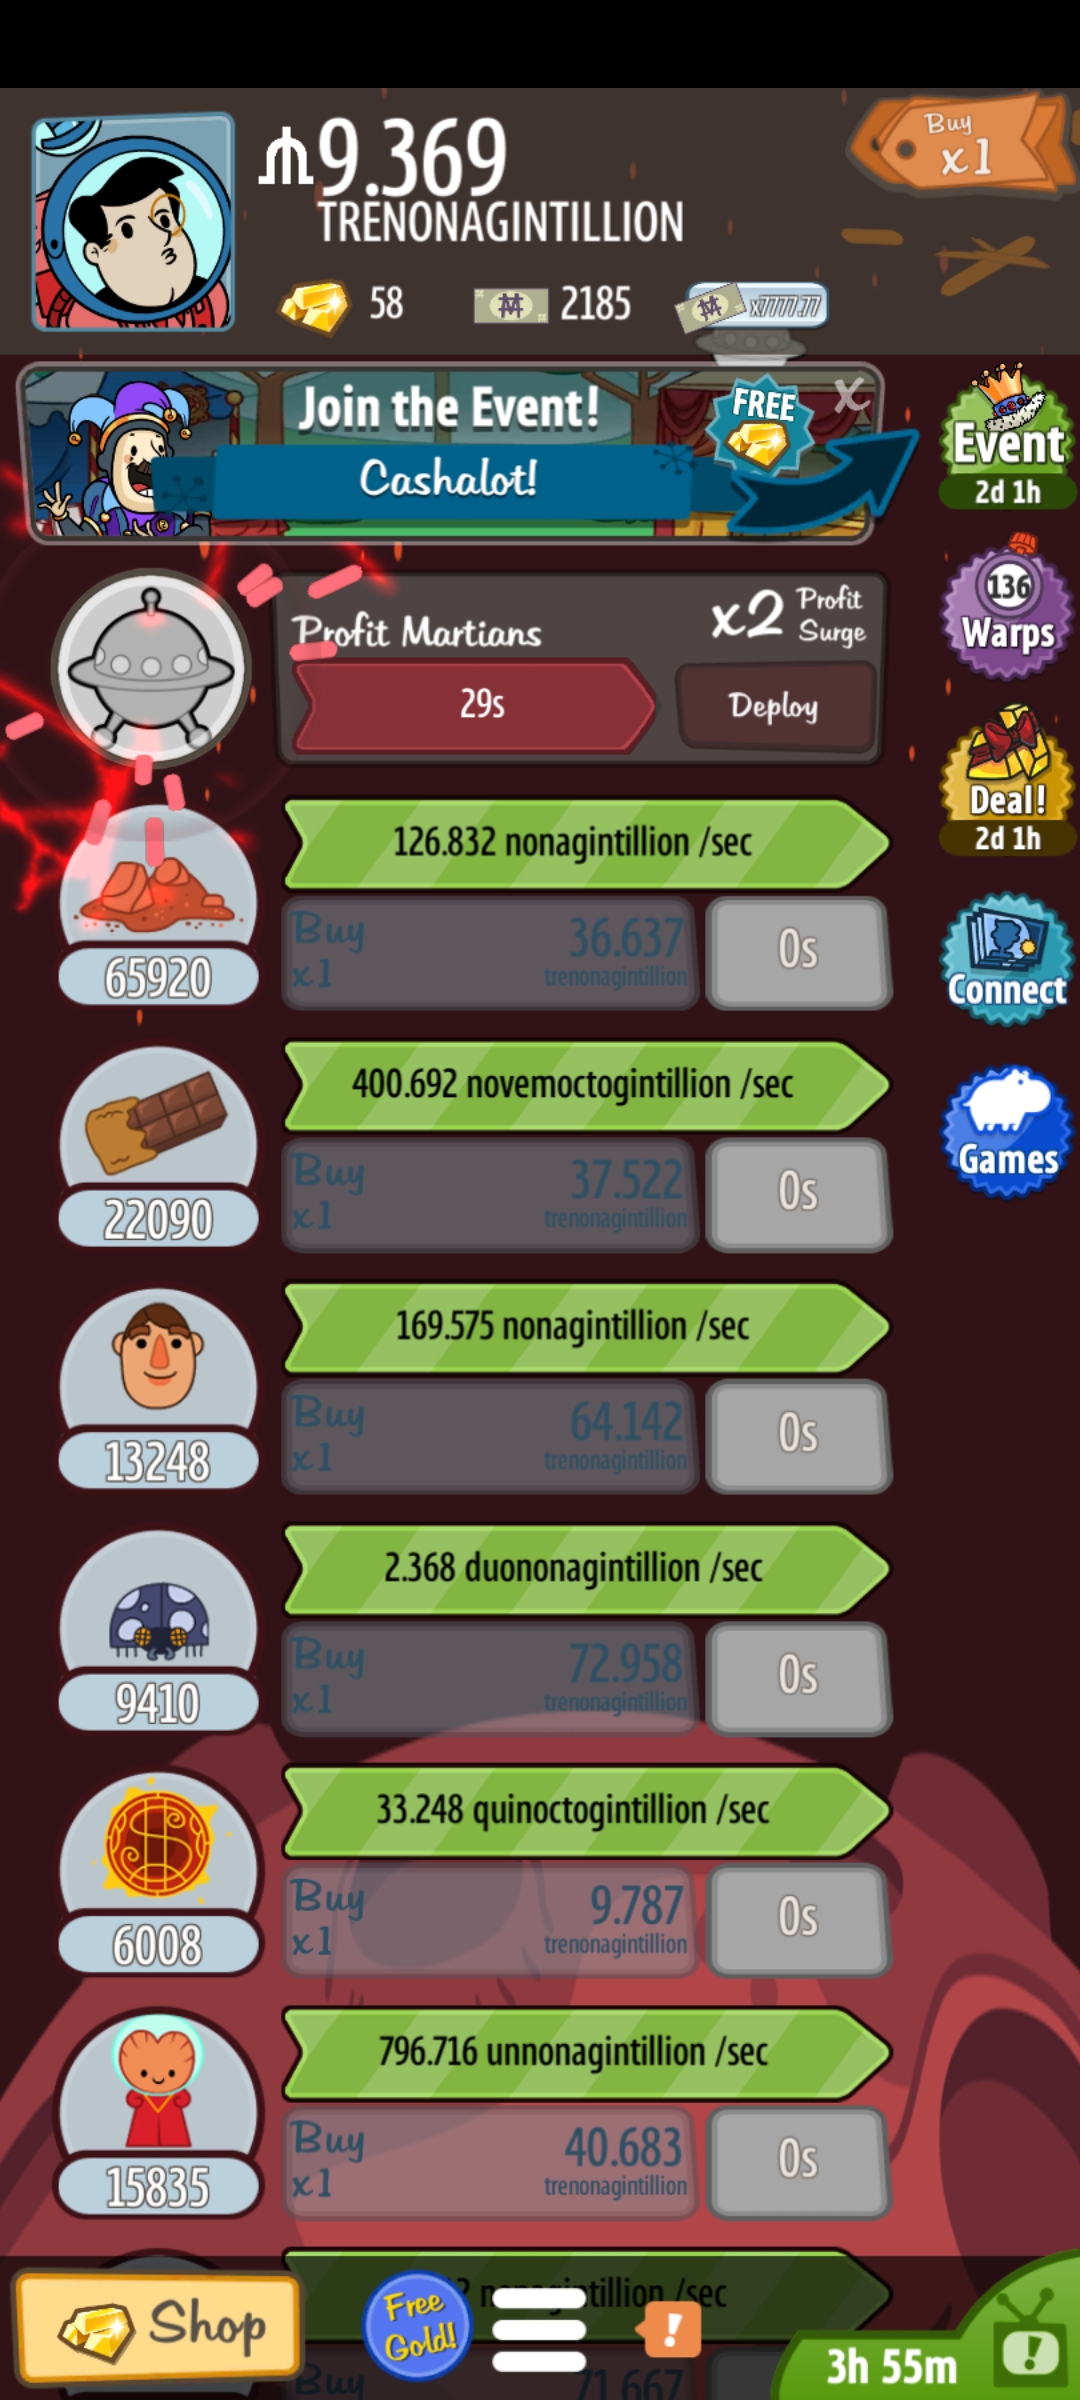 9.369
TRENONAGINTILLION
Buy
x1
58
2185
x7777.77
Join the Event!
Cashalot!
FREE
X
Event
2d 1h
136
Warps
Deal!
2d 1h
Connect
Games
Profit Martians
x2 Profit Surge
29s
Deploy
126.832 nonagintillion /sec
65920
Buy
x1
36.637
trenonagintillion
0s
400.692 novemoctogintillion /sec
22090
Buy
x1
37.522
trenonagintillion
0s
169.575 nonagintillion /sec
13248
Buy
x1
64.142
trenonagintillion
0s
2.368 duononagintillion /sec
9410
Buy
x1
72.958
trenonagintillion
0s
33.248 quinoctogintillion /sec
6008
Buy
x1
9.787
trenonagintillion
0s
796.716 unnonagintillion /sec
15835
Buy
x1
40.683
trenonagintillion
0s
/sec
Buy
71.667
Shop
Free
Gold!
!
3h 55m
!